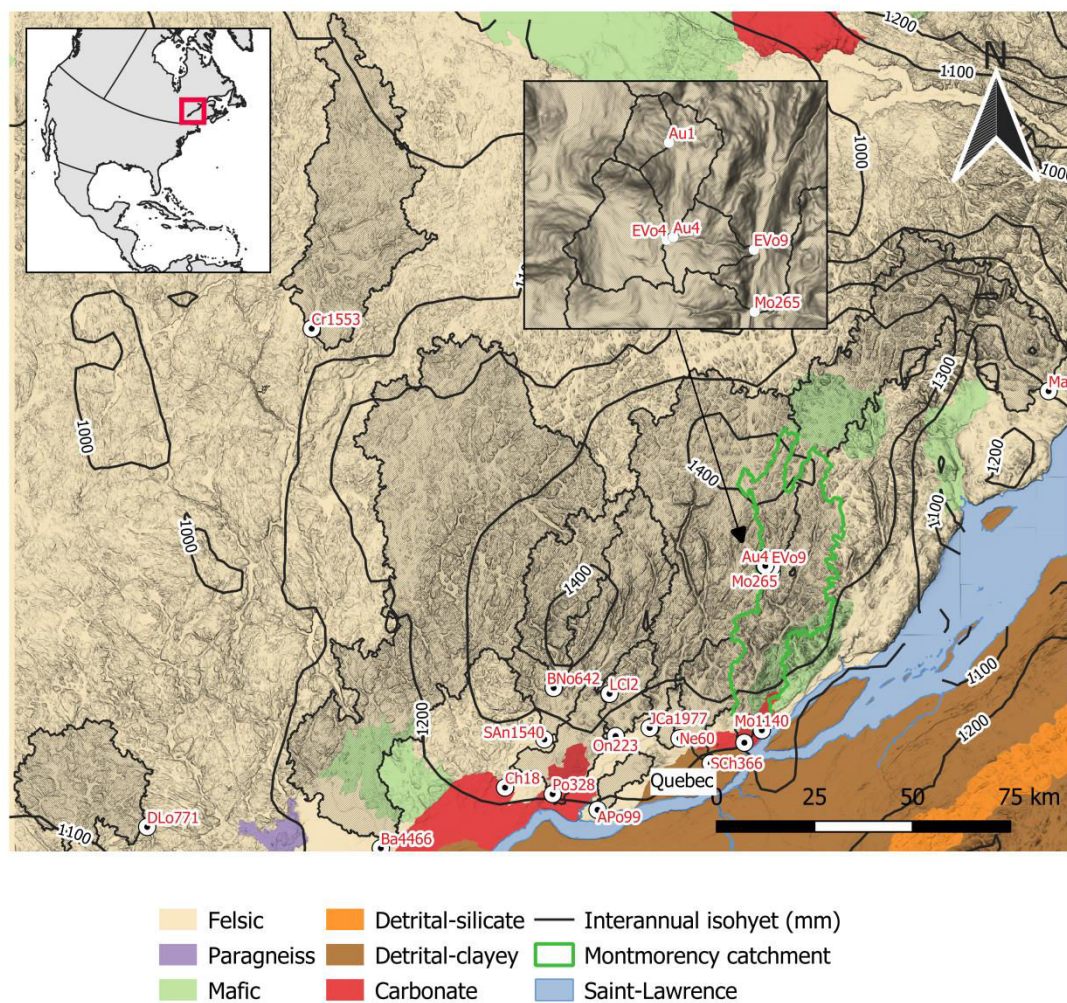 1200
1100
N
1000
1000
Au1
EVo4
Au4
EVo9
Mo265
Cr1553
1300
Ma
1000
1400
1200
1100
1000
Au4
EVo9
Mo265
1400
1100
BNo642
LCl2
1200
1200
SAn1540
JCa1977
On223
Ne60
Mo1140
SCh366
Ch18
Po328
Quebec
APo99
0
25
50
75 km
DLo771
1100
Ba4466
Felsic
Detrital-silicate
Interannual isohyet (mm)
Paragneiss
Detrital-clayey
Montmorency catchment
Mafic
Carbonate
Saint-Lawrence